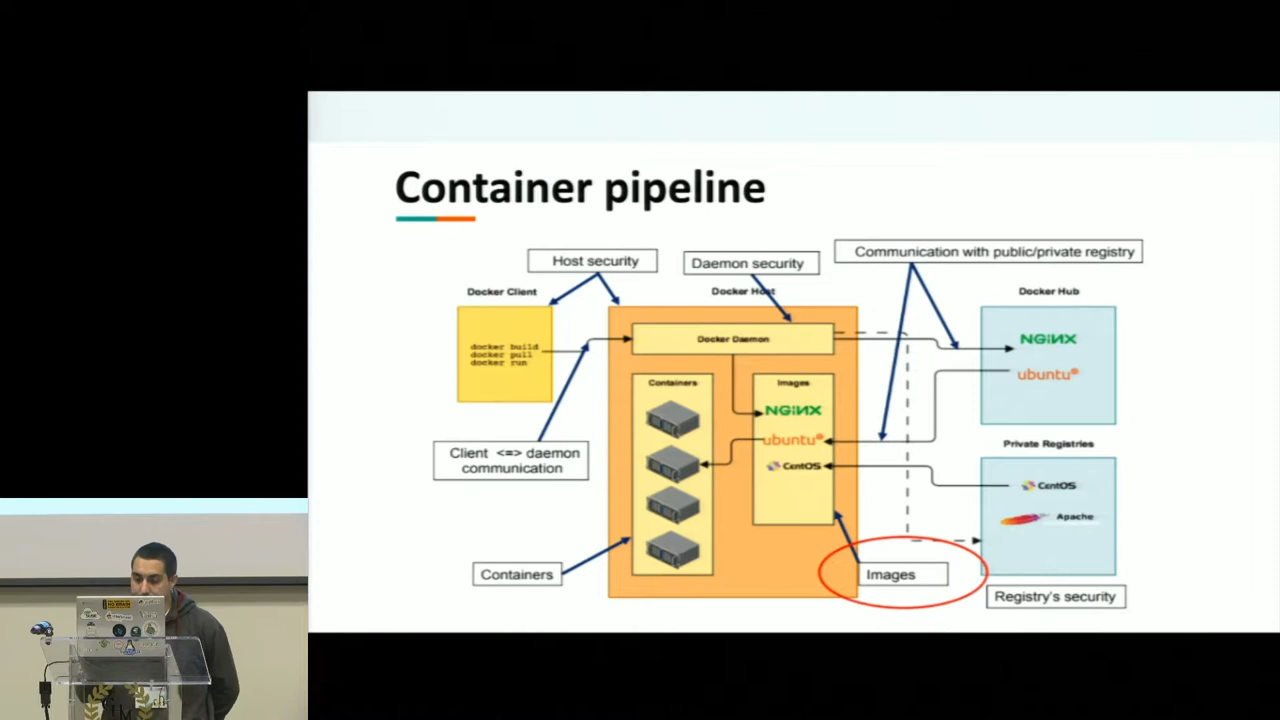 Container pipeline
Host security
Daemon security
Communication with public/private registry
Docker Client
Docker Host
Docker Hub
docker build
docker pull
docker run
Docker Daemon
NGINX
ubuntu
Containers
Images
NGINX
ubuntu
CentOS
Private Registries
CentOS
Apache
Client <=> daemon
communication
Containers
Images
Registry's security